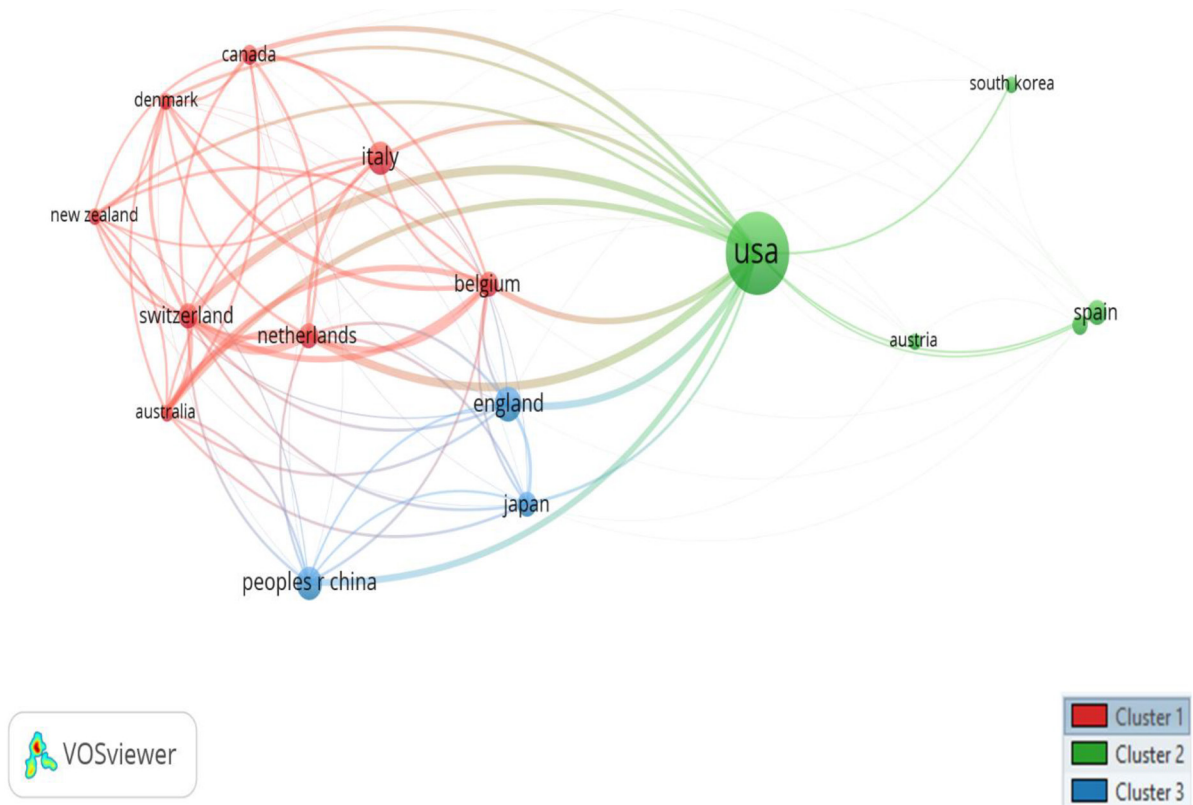 canada
south korea
denmark
italy
new zealand
usa
belgium
switzerland
spain
netherlands
austria
england
australia
japan
peoples r china
VOSviewer
Cluster 1
Cluster 2
Cluster 3